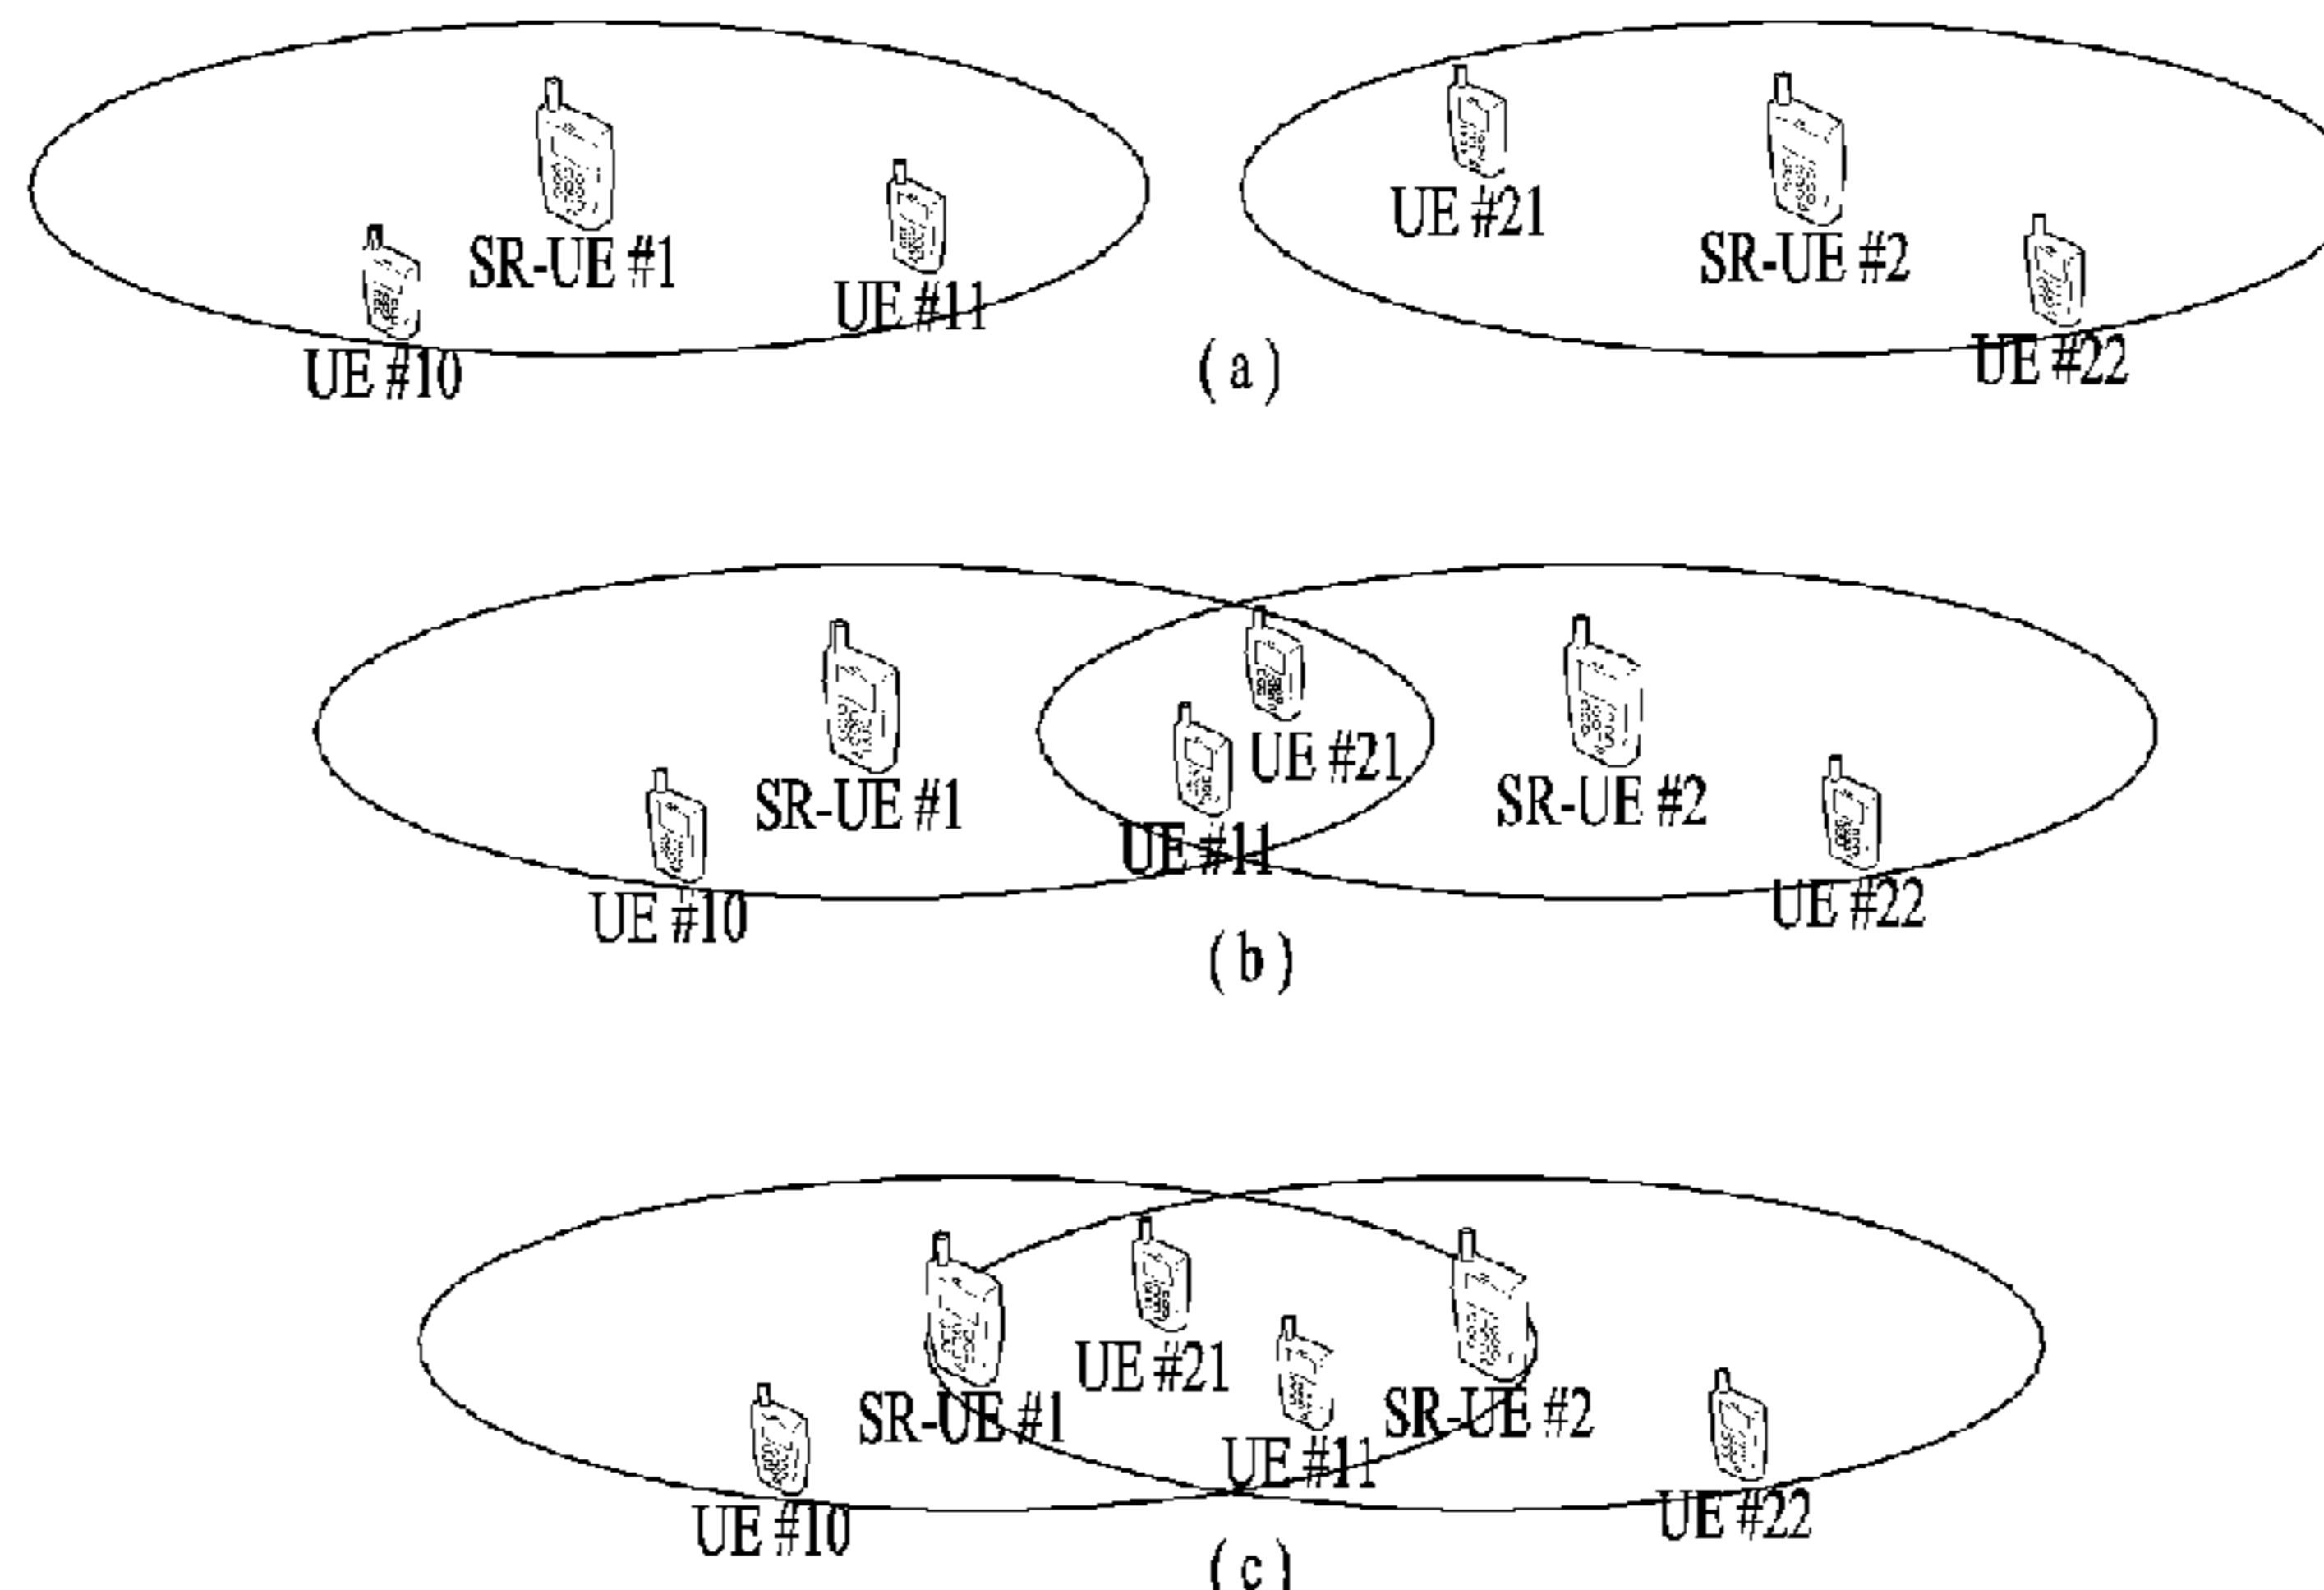 UE #21
SR-UE #1
SR-UE #2
UE #11
UE #10
UE #22
( a )
UE #21
SR-UE #1
SR-UE #2
UE #11
UE #10
UE #22
( b )
UE #21
SR-UE #1
SR-UE #2
UE #11
UE #10
UE #22
( c )